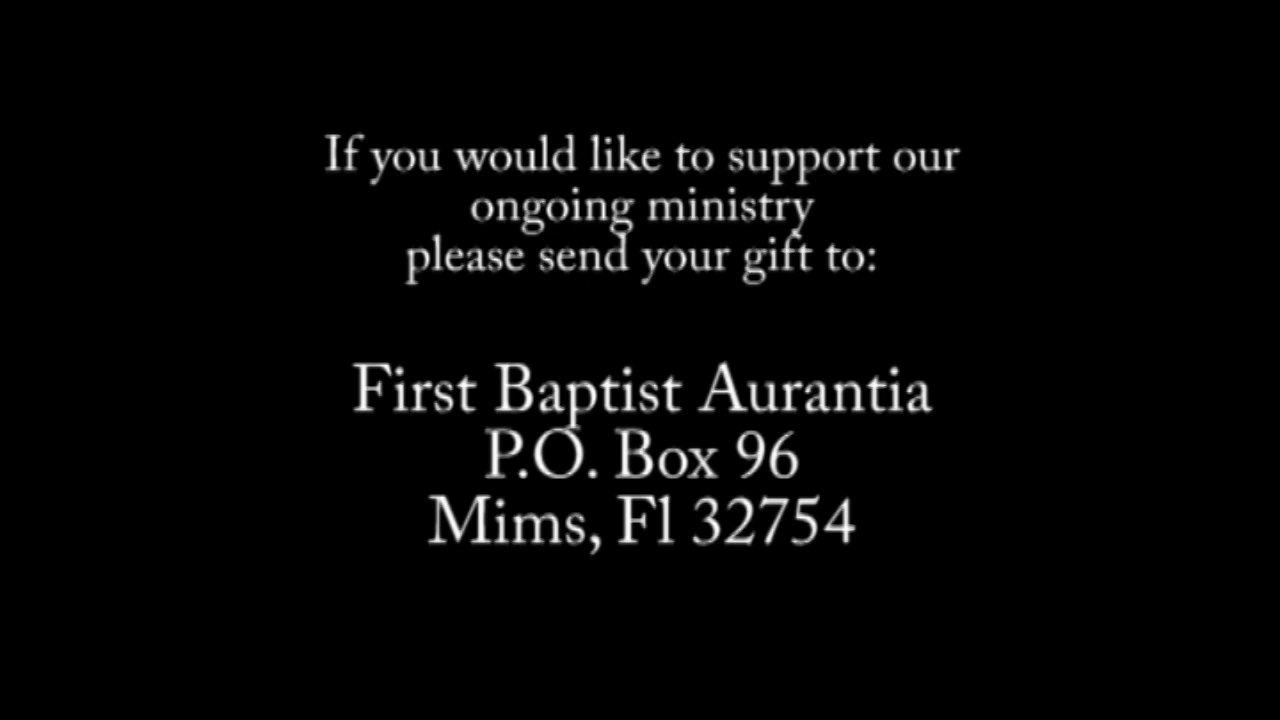 If you would like to support our
ongoing ministry
please send your gift to:
First Baptist Aurantia
P.O. Box 96
Mims, Fl 32754